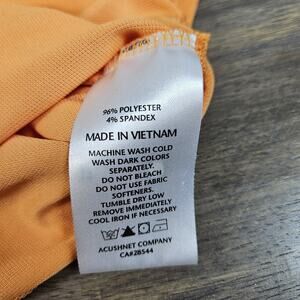 96% POLYESTER
4% SPANDEX
MADE IN VIETNAM
MACHINE WASH COLD
WASH DARK COLORS
SEPARATELY.
DO NOT BLEACH
DO NOT USE FABRIC
SOFTENERS.
TUMBLE DRY LOW
REMOVE IMMEDIATELY
COOL IRON IF NECESSARY
ACUSHNET COMPANY
CA#28544